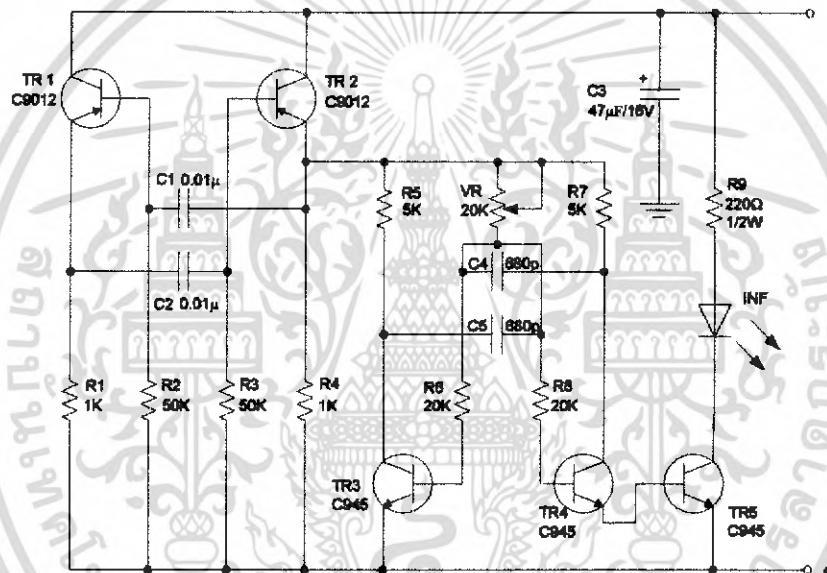 TR 1
C9012
TR 2
C9012
C1 0.01µ
C2 0.01µ
R1
1K
R2
50K
R3
50K
R4
1K
R5
5K
VR
20K
R7
5K
C3
+
47µF/16V
R9
220Ω
1/2W
C4
680p
C5
680p
INF
R6
20K
R8
20K
TR3
C945
TR4
C945
TR5
C945